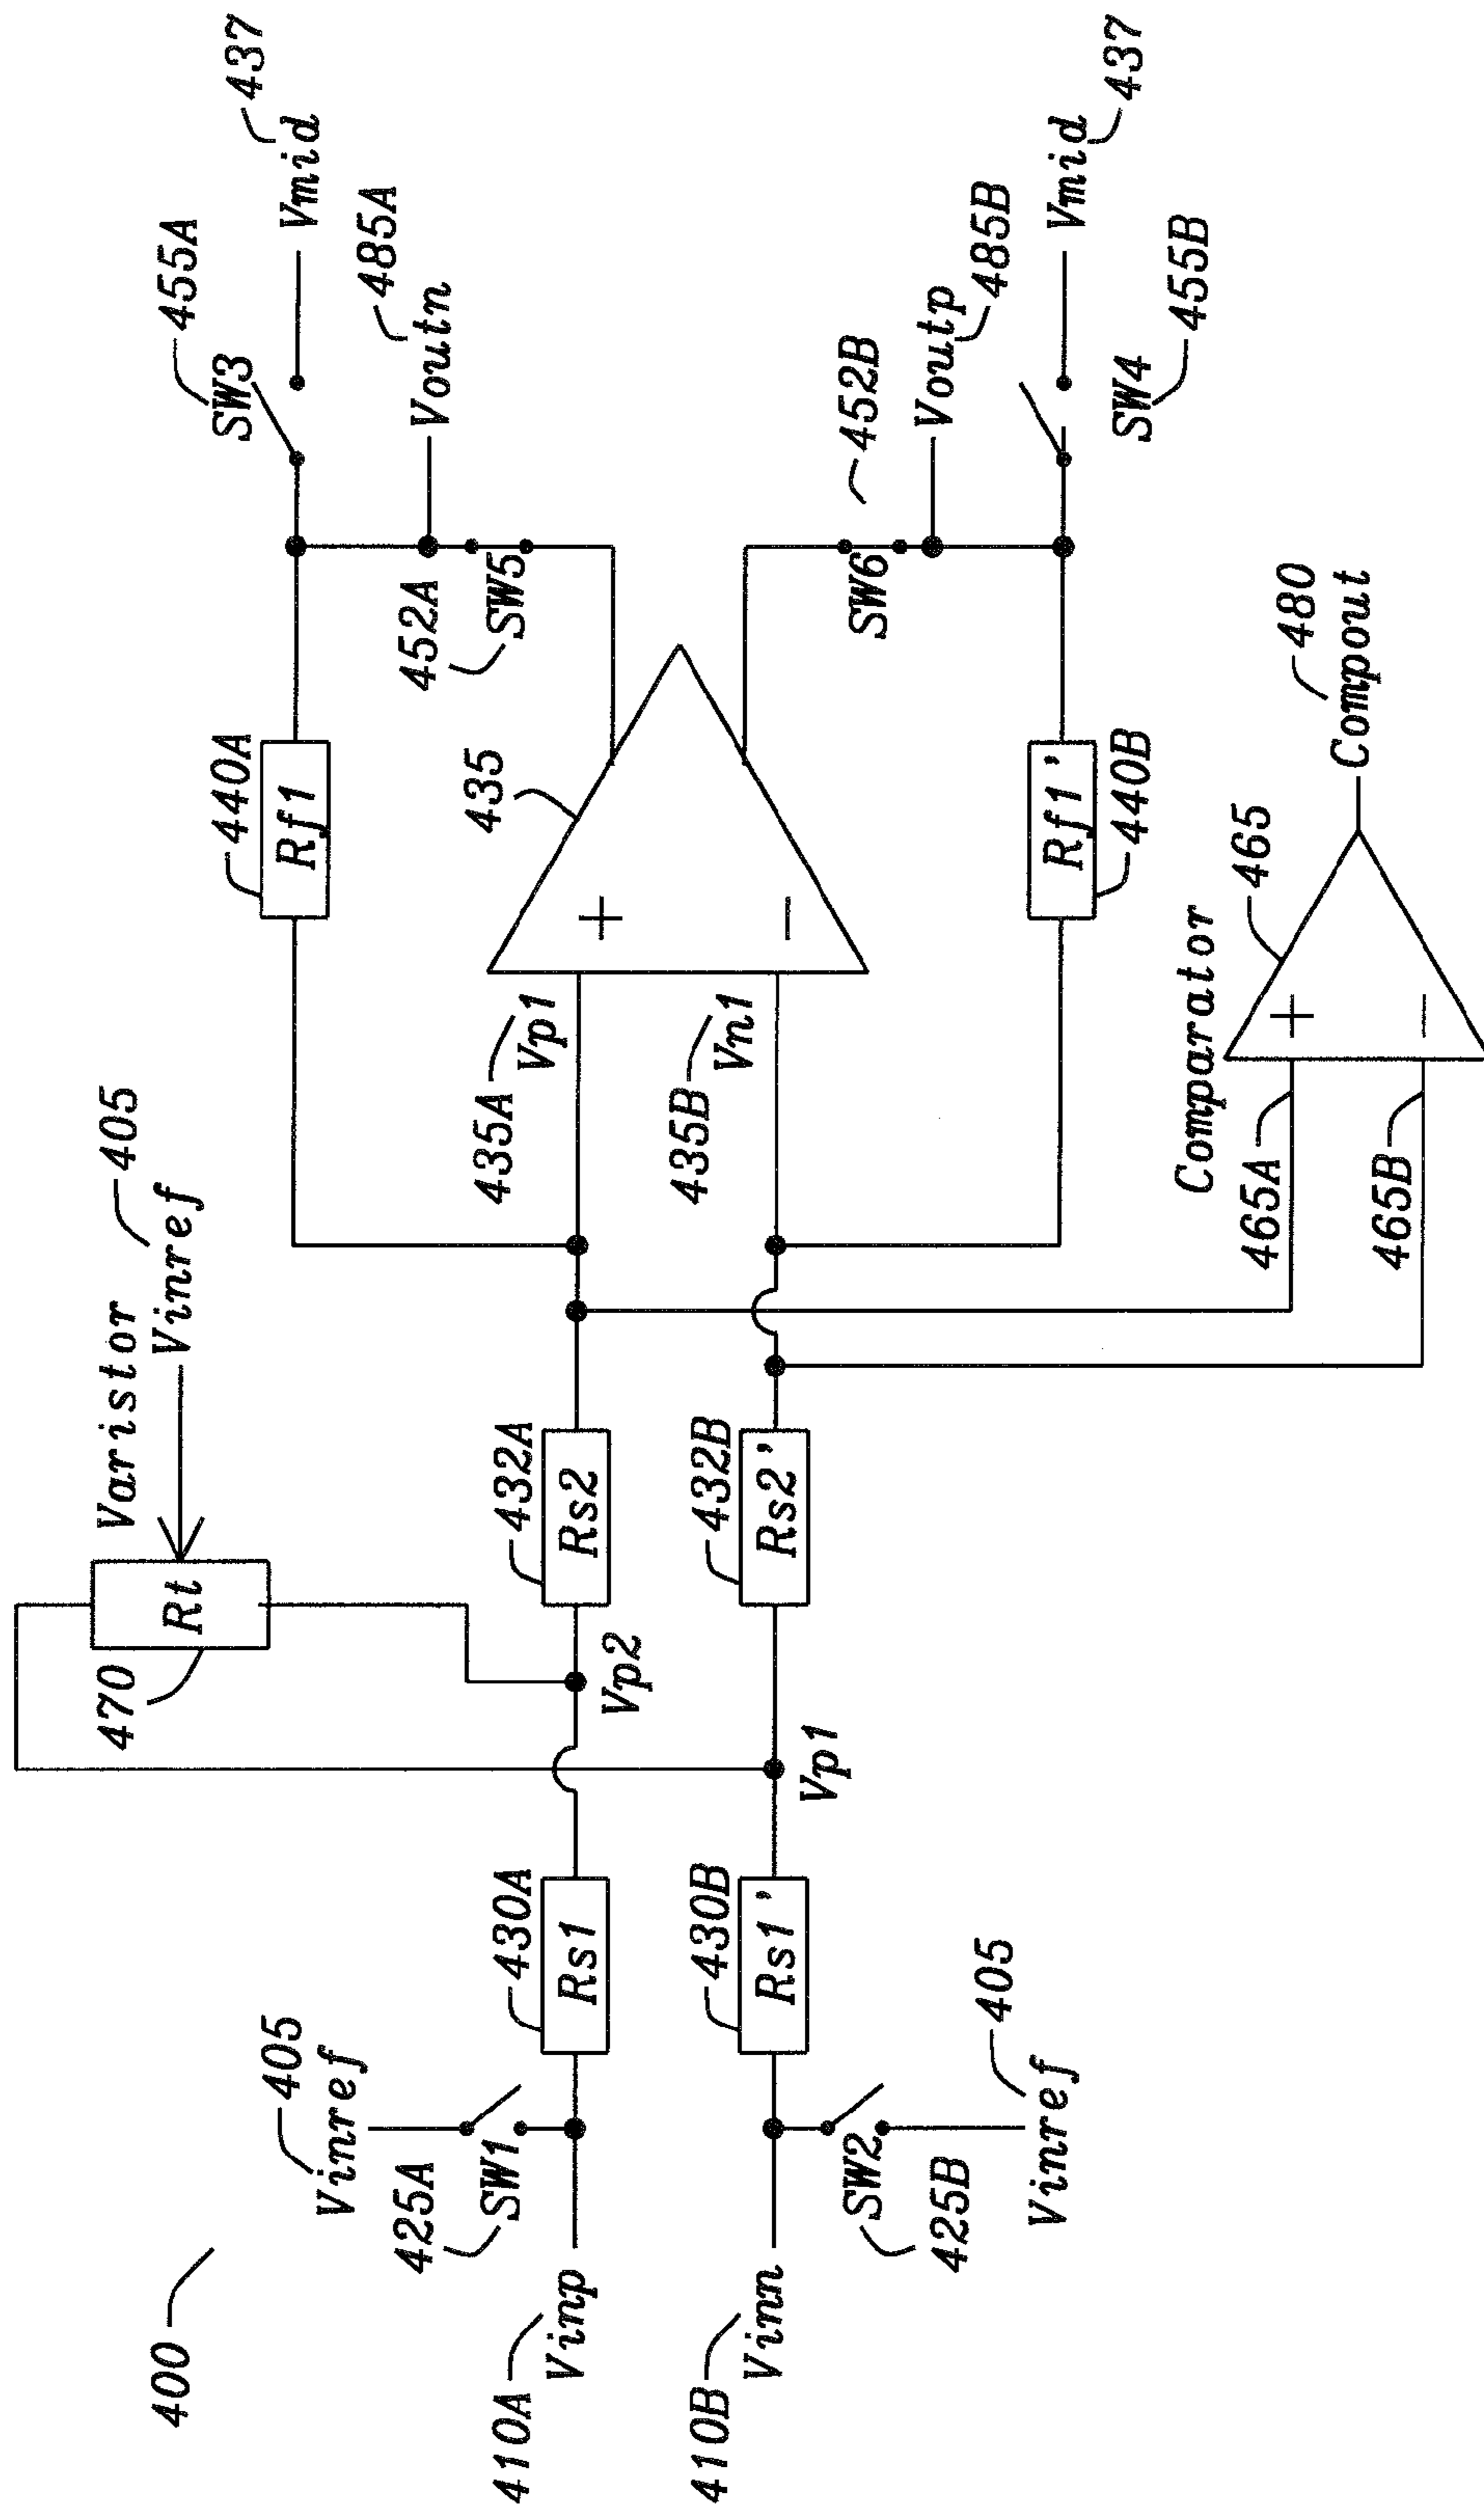 400
410A
Vinp
410B
Vinn
405
Vinref
425A
SW1
SW2
425B
405
Vinref
430A
Rs1
430B
Rs1'
Vp2
Vp1
470
Rt
Varistor
405
Vinref
432A
Rs2
432B
Rs2'
435A
Vp1
435B
Vn1
435
+
−
440A
Rf1
440B
Rf1'
452A
SW5
SW6
452B
455A
SW3
437
Vmid
485A
Voutn
Voutp
485B
SW4
455B
Vmid
437
Comparator
465
465A
465B
+
−
480
Compout